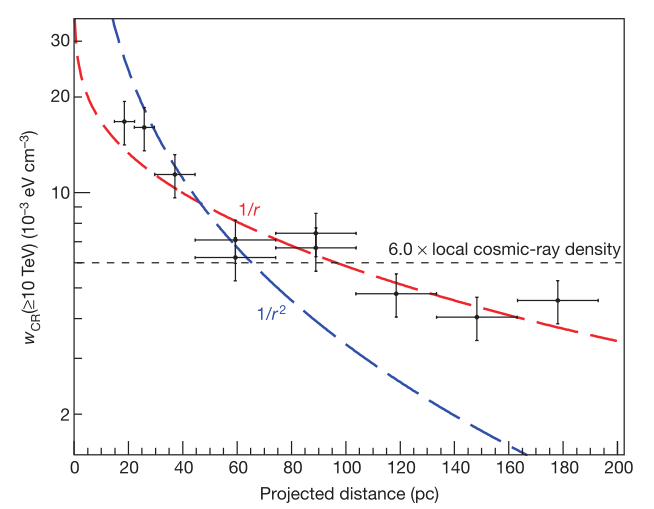 30
20
10
2
w_CR(≥10 TeV) (10⁻³ eV cm⁻³)
1/r
6.0 × local cosmic-ray density
1/r²
0 20 40 60 80 100 120 140 160 180 200
Projected distance (pc)